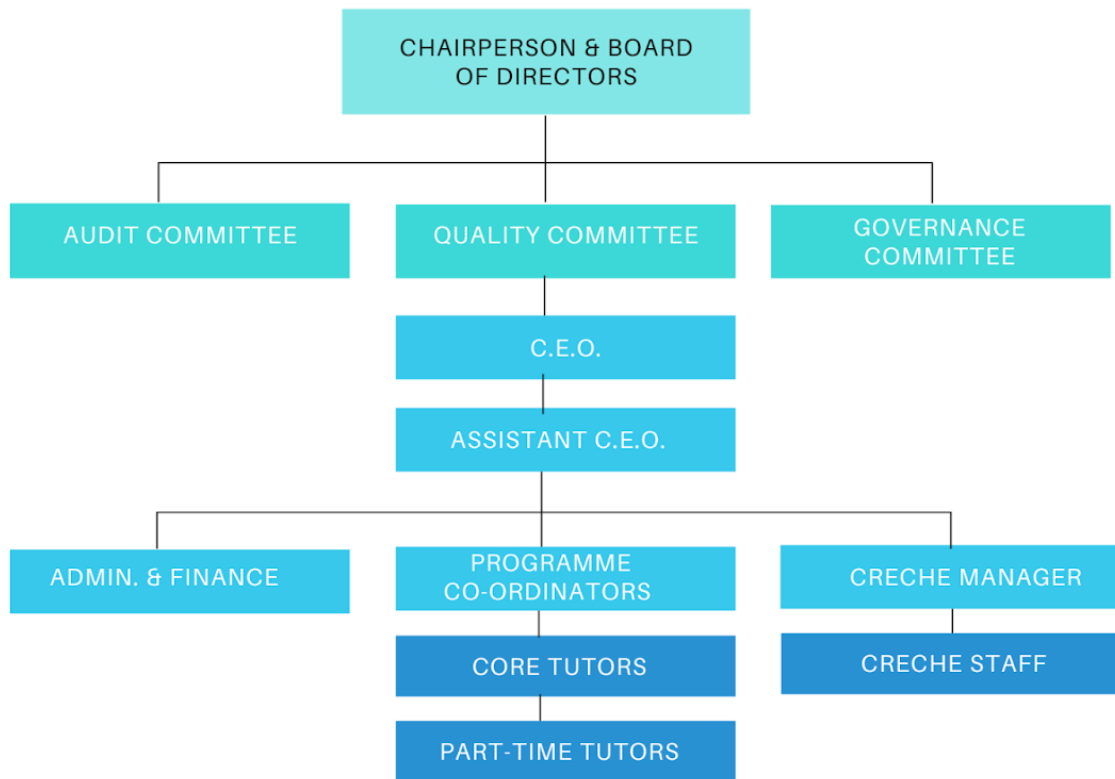 CHAIRPERSON & BOARD
OF DIRECTORS
AUDIT COMMITTEE
QUALITY COMMITTEE
GOVERNANCE
COMMITTEE
C.E.O.
ASSISTANT C.E.O.
ADMIN. & FINANCE
PROGRAMME
CO-ORDINATORS
CRECHE MANAGER
CORE TUTORS
CRECHE STAFF
PART-TIME TUTORS